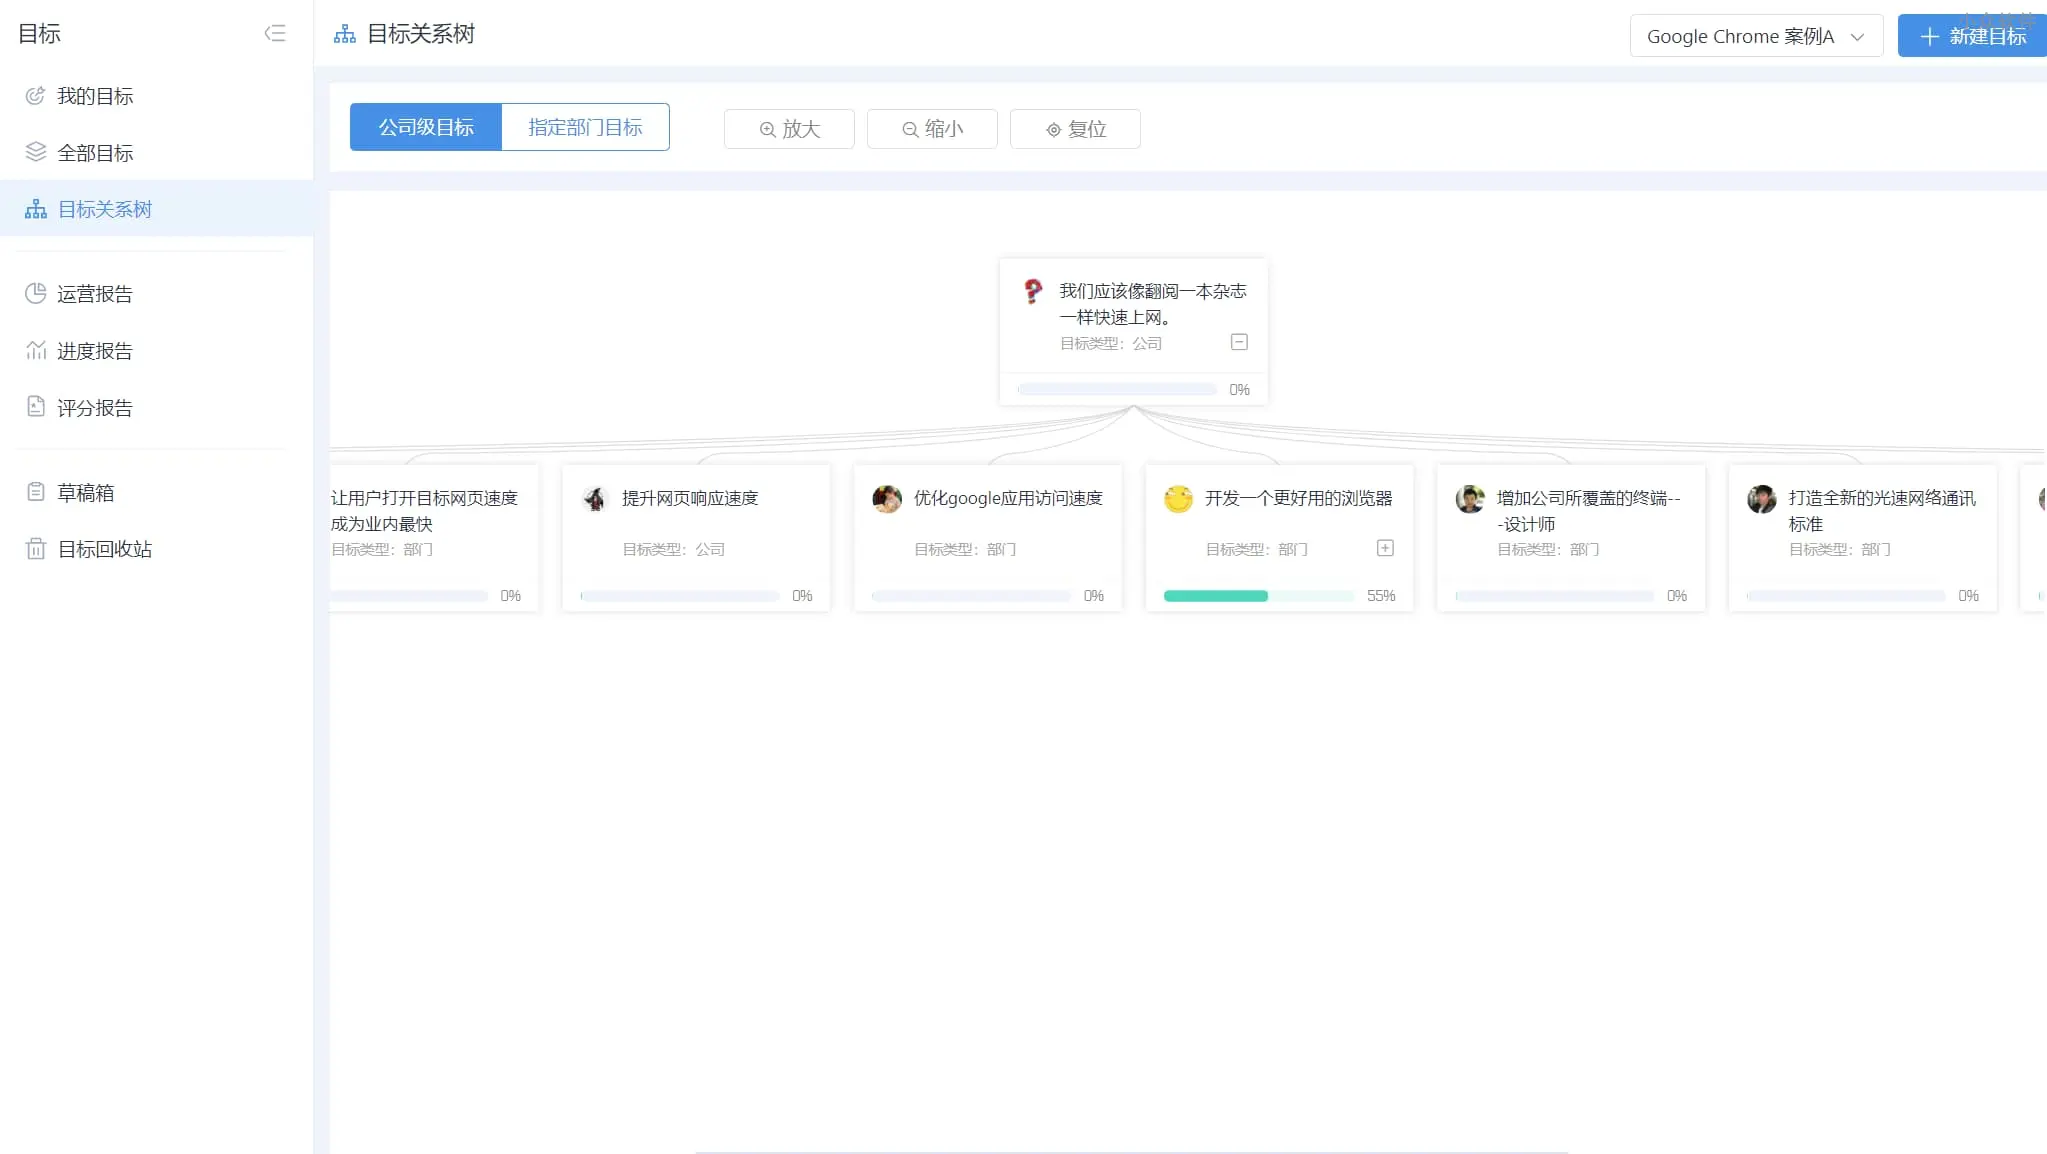 目标
目标关系树
Google Chrome 案例A
新建目标
我的目标
全部目标
目标关系树
运营报告
进度报告
评分报告
草稿箱
目标回收站
公司级目标
指定部门目标
放大
缩小
复位
我们应该像翻阅一本杂志
一样快速上网。
目标类型：公司
0%
让用户打开目标网页速度
成为业内最快
目标类型：部门
0%
提升网页响应速度
目标类型：公司
0%
优化google应用访问速度
目标类型：部门
0%
开发一个更好用的浏览器
目标类型：部门
55%
增加公司所覆盖的终端--
-设计师
目标类型：部门
0%
打造全新的光速网络通讯
标准
目标类型：部门
0%